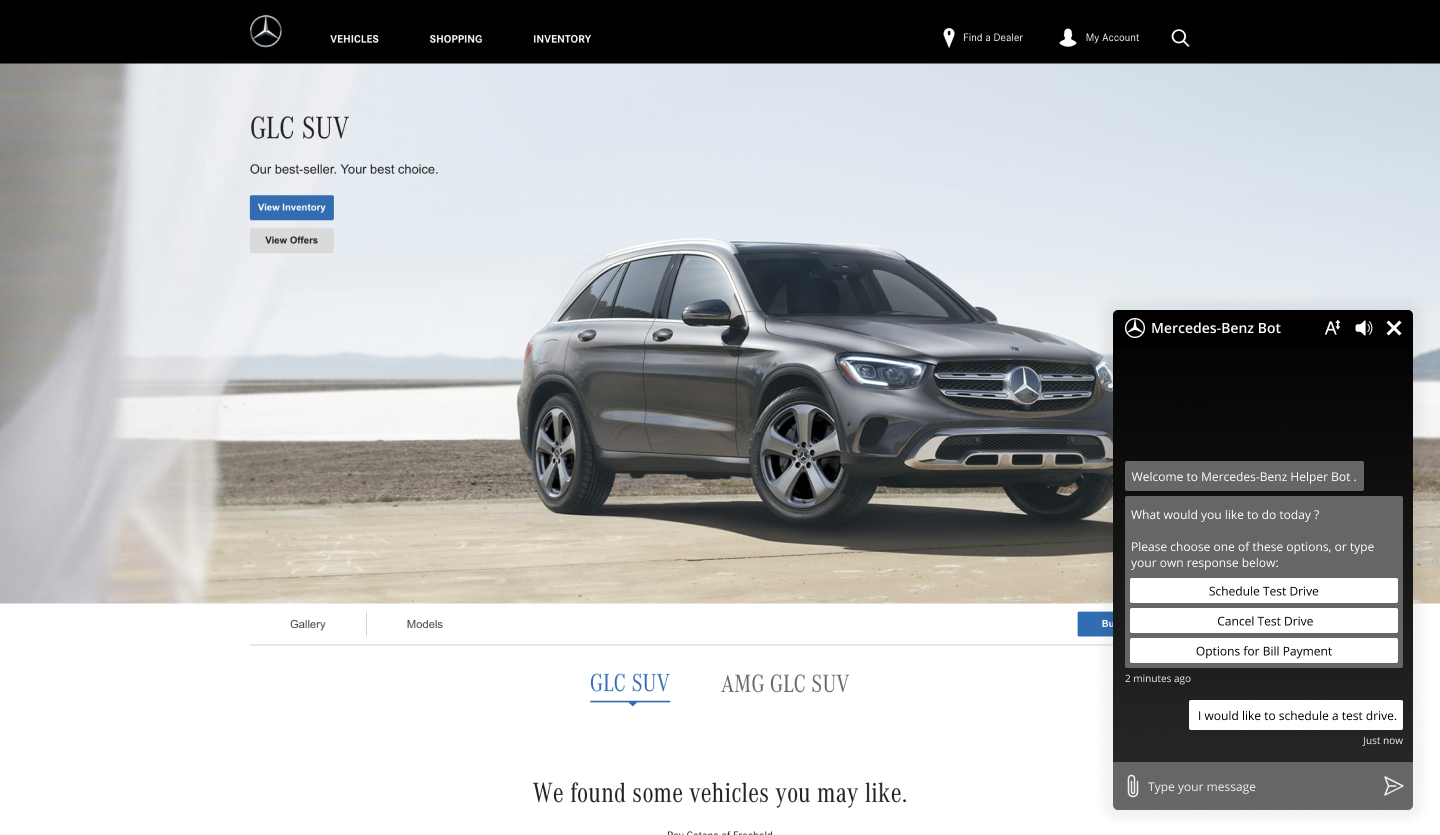 VEHICLES
SHOPPING
INVENTORY
Find a Dealer
My Account
GLC SUV
Our best-seller. Your best choice.
View Inventory
View Offers
Mercedes-Benz Bot
Welcome to Mercedes-Benz Helper Bot .
What would you like to do today ?
Please choose one of these options, or type
your own response below:
Schedule Test Drive
Cancel Test Drive
Options for Bill Payment
2 minutes ago
I would like to schedule a test drive.
Just now
Type your message
Gallery
Models
Bu
GLC SUV
AMG GLC SUV
We found some vehicles you may like.